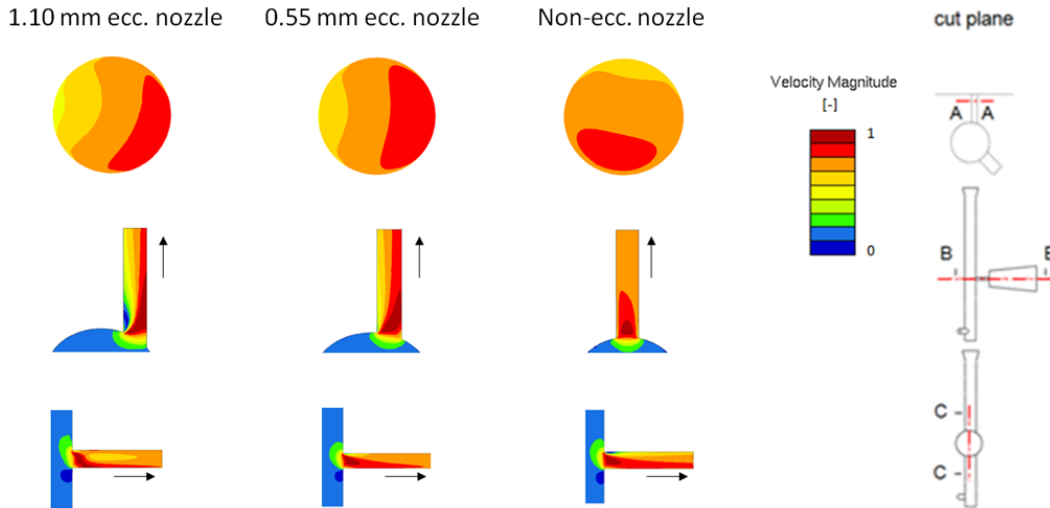 1.10 mm ecc. nozzle
0.55 mm ecc. nozzle
Non-ecc. nozzle
cut plane
Velocity Magnitude
[-]
1
0
A A
B B
C
C